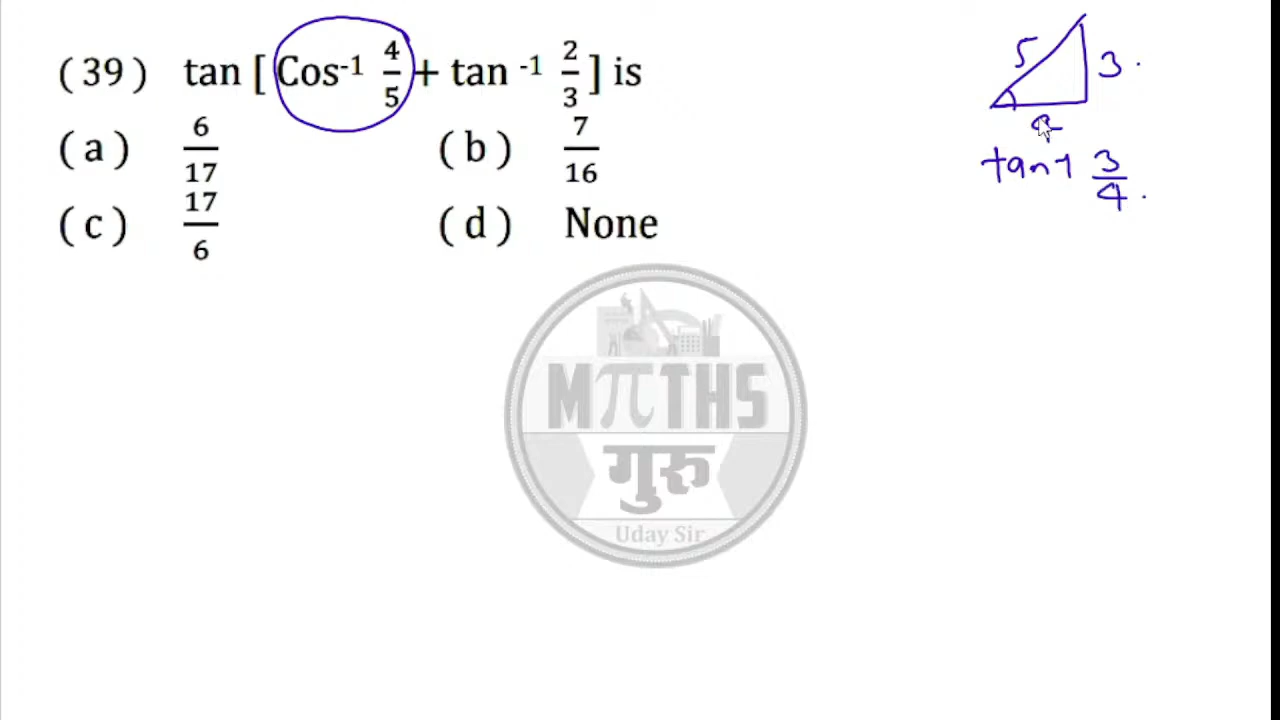 ( 39 ) tan [ Cos⁻¹ 4/5 + tan ⁻¹ 2/3 ] is
( a ) 6/17 ( b ) 7/16
( c ) 17/6 ( d ) None
5 3
tan-1 3/4
MπTHS
गुरु
Uday Sir